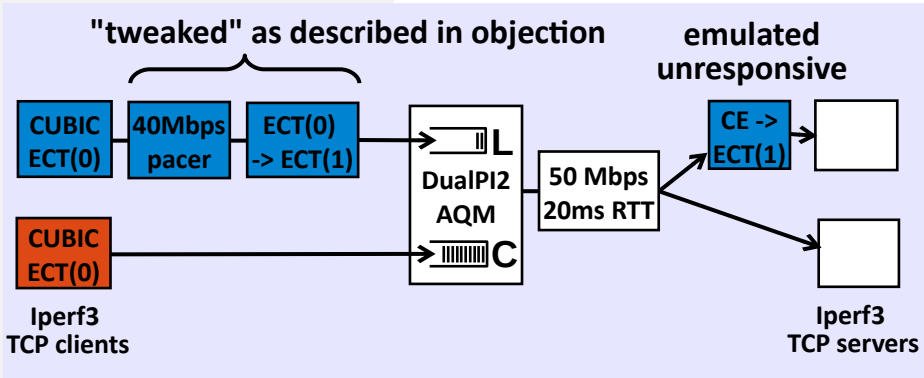 "tweaked" as described in objection
emulated
unresponsive
CUBIC
ECT(0)
40Mbps
pacer
ECT(0)
-> ECT(1)
L
DualPI2
AQM
C
50 Mbps
20ms RTT
CE ->
ECT(1)
CUBIC
ECT(0)
Iperf3
TCP clients
Iperf3
TCP servers